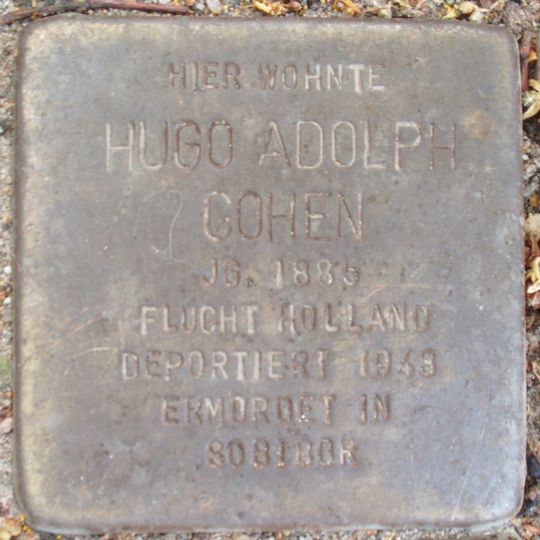 HIER WOHNTE
HUGO ADOLPH
COHEN
JG. 1885
FLUCHT HOLLAND
DEPORTIERT 1943
ERMORDET IN
SOBIBOR